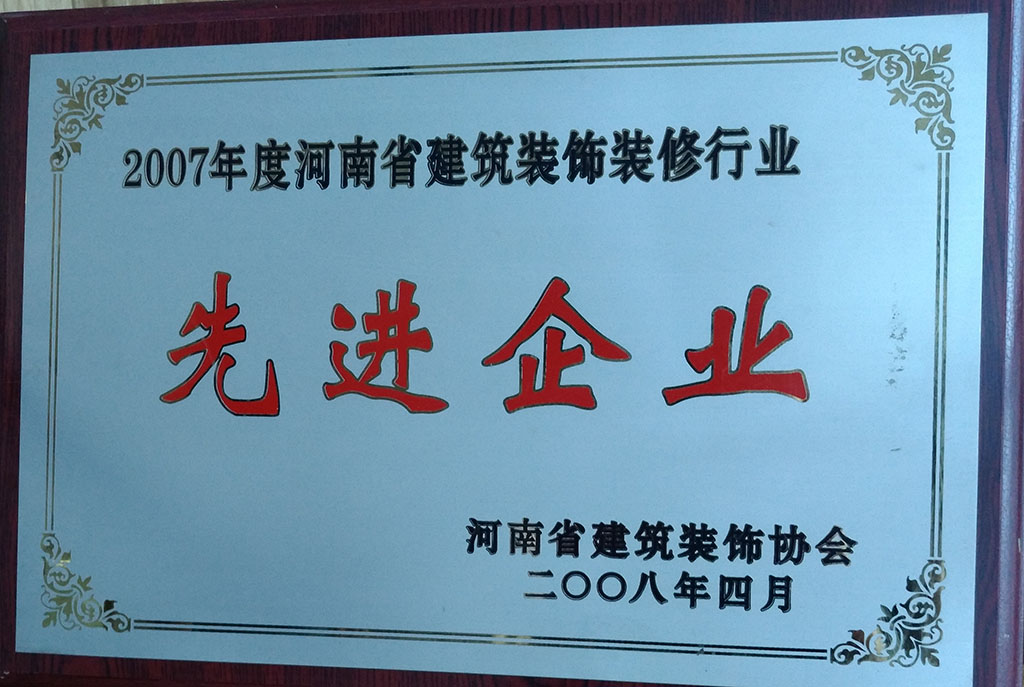 2007年度河南省建筑装饰装修行业
先进企业
河南省建筑装饰协会
二〇〇八年四月